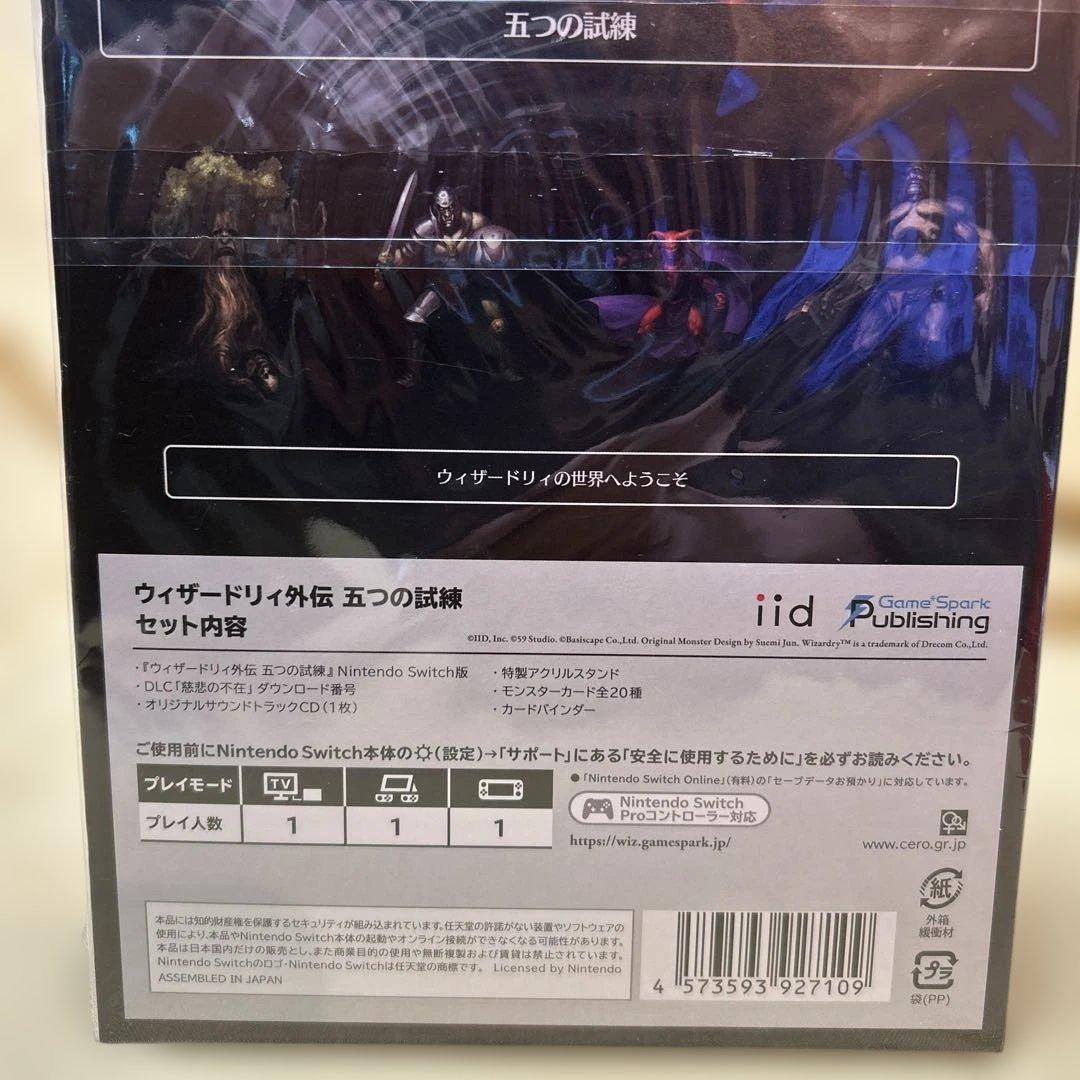 五つの試練
ウィザードリィの世界へようこそ
ウィザードリィ外伝 五つの試練
セット内容
iid
Game*Spark
Publishing
©IID, Inc. ©59 Studio. ©Basiscape Co.,Ltd. Original Monster Design by Suemi Jun. Wizardry™ is a trademark of Drecom Co.,Ltd.
・『ウィザードリィ外伝 五つの試練』Nintendo Switch版
・DLC「慈悲の不在」ダウンロード番号
・オリジナルサウンドトラックCD(1枚)
・特製アクリルスタンド
・モンスターカード全20種
・カードバインダー
ご使用前にNintendo Switch本体の(設定)→「サポート」にある「安全に使用するために」を必ずお読みください。
プレイモード
TV
プレイ人数 1 1 1
●「Nintendo Switch Online」(有料)の「セーブデータお預かり」に対応しています。
Nintendo Switch
Proコントローラー対応
https://wiz.gamespark.jp/
www.cero.gr.jp
紙
外箱
緩衝材
プラ
袋(PP)
本品には知的財産権を保護するセキュリティが組み込まれています。任天堂の許諾がない装置やソフトウェアの
使用により、本品やNintendo Switch本体の起動やオンライン接続ができなくなる可能性があります。
本品は日本国内だけの販売とし、また商業目的の使用や無断複製および賃貸は禁止されています。
Nintendo Switchのロゴ・Nintendo Switchは任天堂の商標です。 Licensed by Nintendo
ASSEMBLED IN JAPAN
4 573593 927109